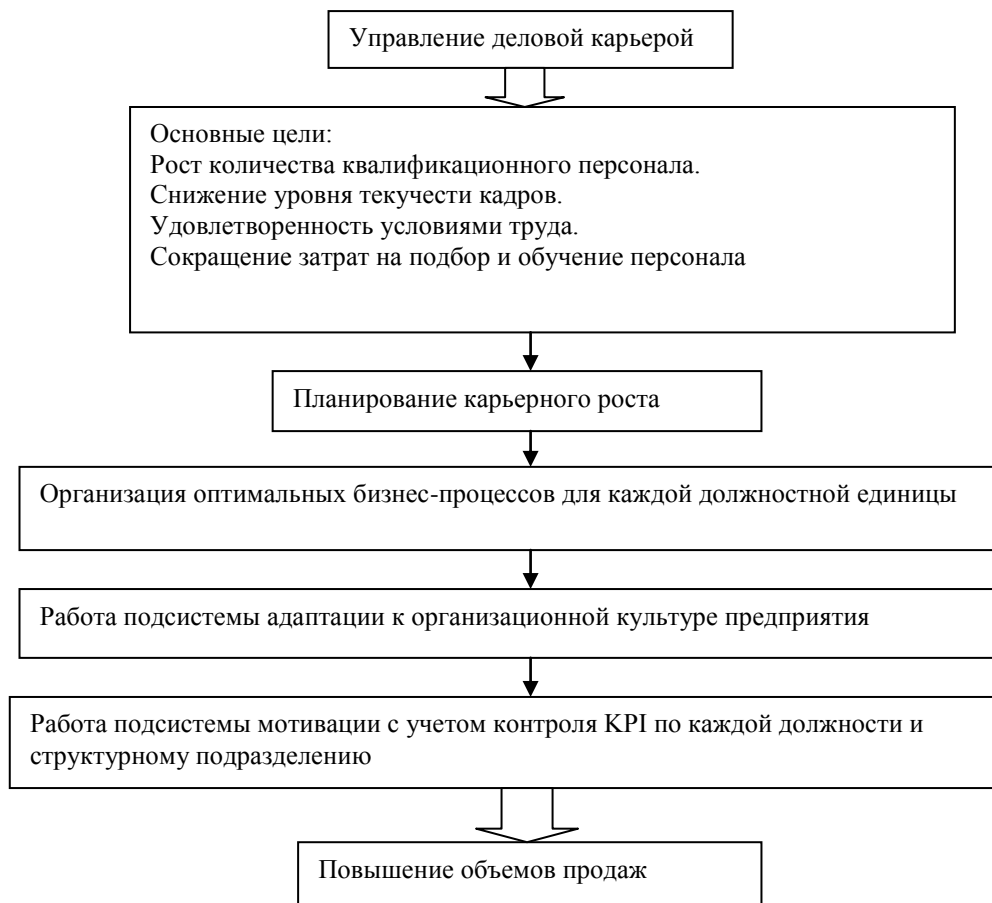 Управление деловой карьерой
Основные цели:
Рост количества квалификационного персонала.
Снижение уровня текучести кадров.
Удовлетворенность условиями труда.
Сокращение затрат на подбор и обучение персонала
Планирование карьерного роста
Организация оптимальных бизнес-процессов для каждой должностной единицы
Работа подсистемы адаптации к организационной культуре предприятия
Работа подсистемы мотивации с учетом контроля KPI по каждой должности и
структурному подразделению
Повышение объемов продаж